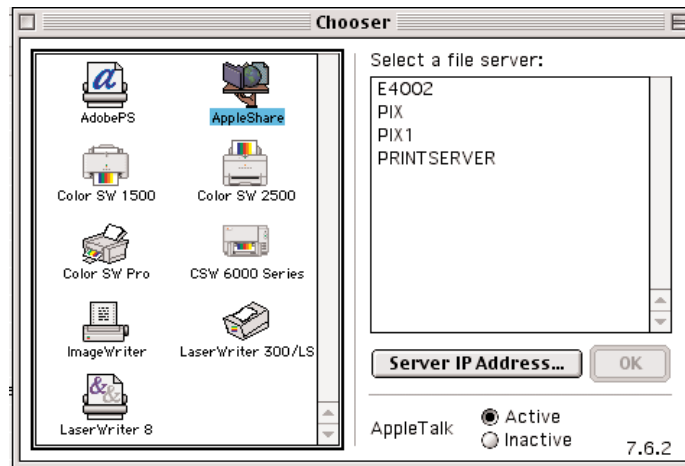 Chooser
AdobePS
AppleShare
Color SW 1500
Color SW 2500
Color SW Pro
CSW 6000 Series
ImageWriter
LaserWriter 300/LS
LaserWriter 8
Select a file server:
E4002
PIX
PIX1
PRINTSERVER
Server IP Address...
OK
AppleTalk
Active
Inactive
7.6.2